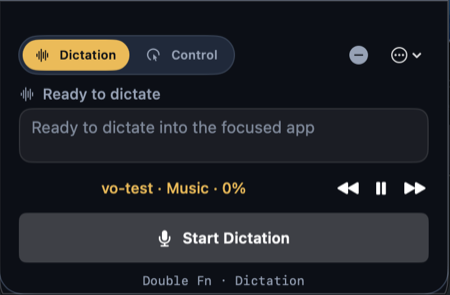 Dictation Control
Ready to dictate
Ready to dictate into the focused app
vo-test · Music · 0%
Start Dictation
Double Fn · Dictation